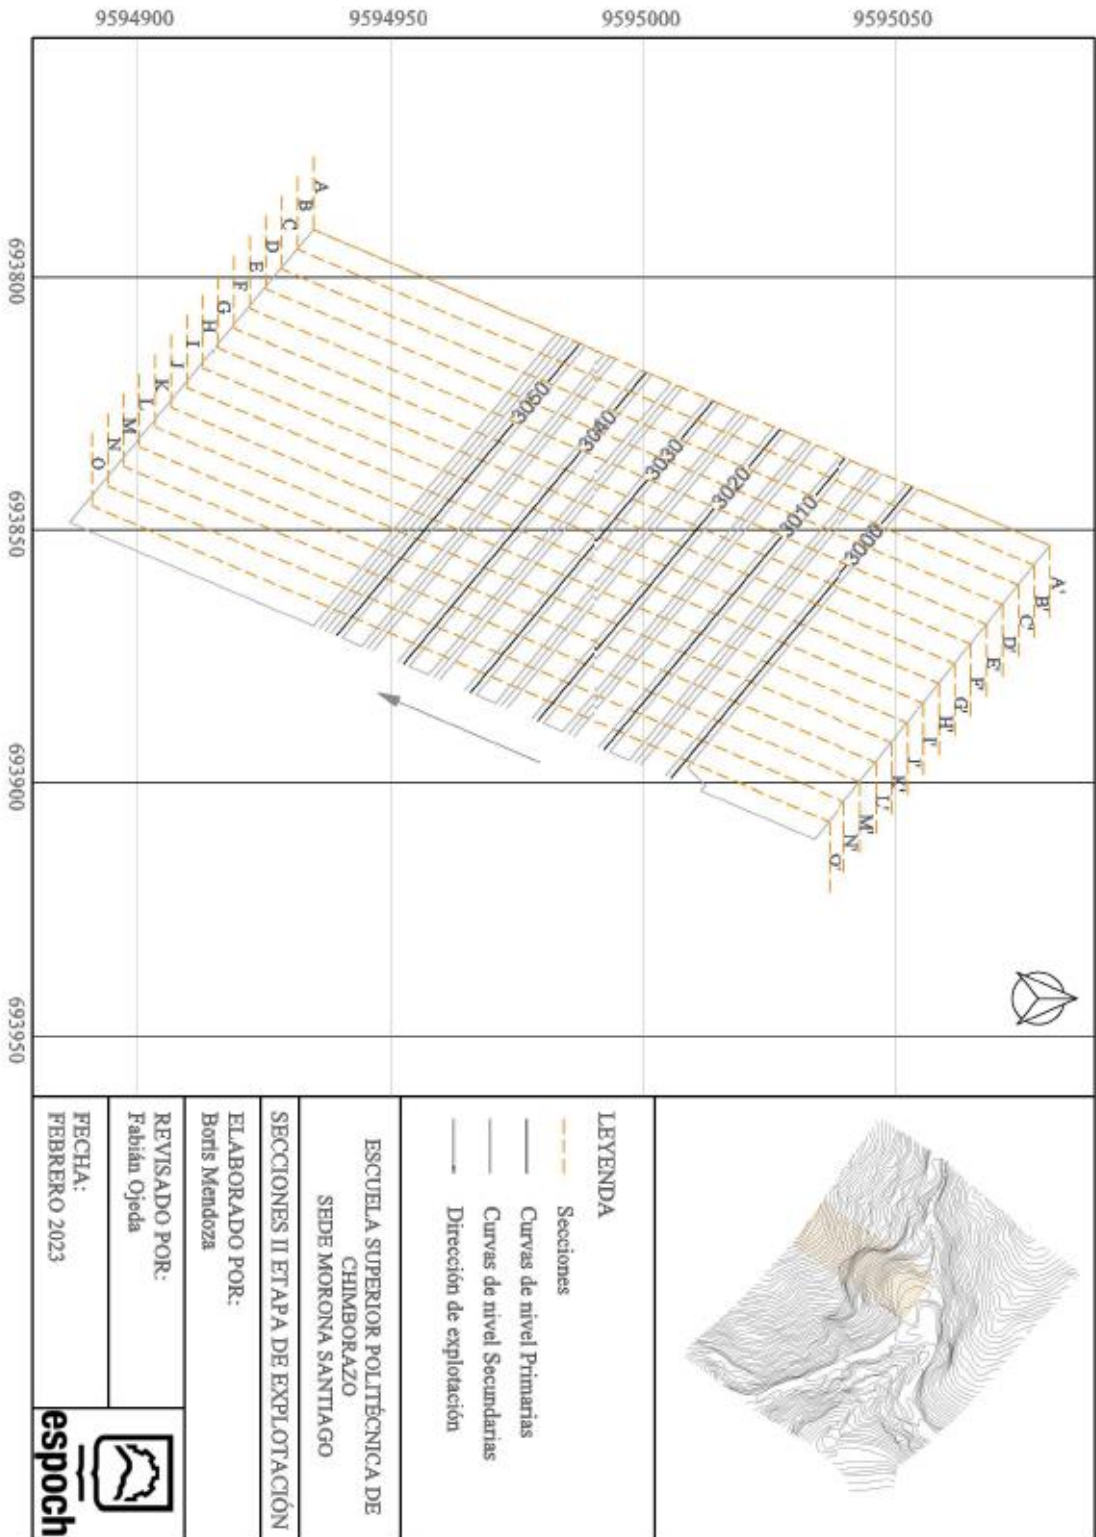 9594900
9594950
9595000
9595050
693800
693850
693900
693950
A
B
C
D
E
F
G
H
I
J
K
L
M
N
O
3050
3040
3030
3020
3010
3000
A'
B'
C'
D'
E'
F'
G'
H'
I'
J'
K'
L'
M'
N'
O'
LEYENDA
Secciones
Curvas de nivel Primarias
Curvas de nivel Secundarias
Dirección de explotación
ESCUELA SUPERIOR POLITÉCNICA DE
CHIMBORAZO
SEDE MORONA SANTIAGO
SECCIONES II ETAPA DE EXPLOTACIÓN
ELABORADO POR:
Boris Mendoza
REVISADO POR:
Fabián Ojeda
FECHA:
FEBRERO 2023
espoch